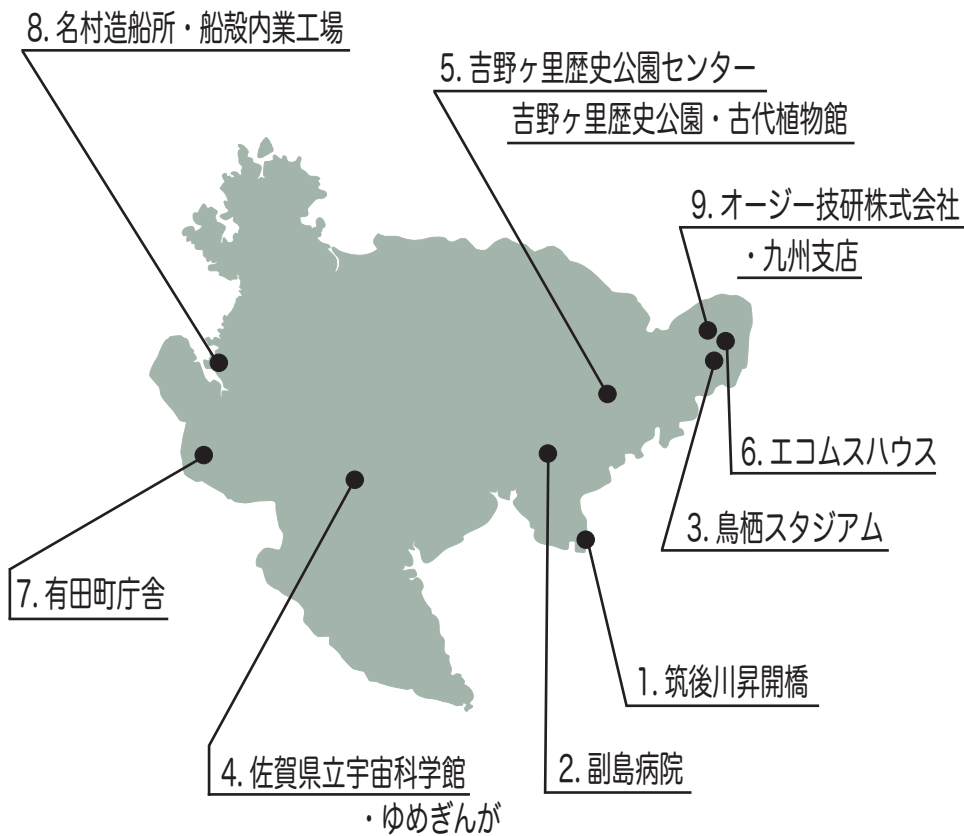 8. 名村造船所・船殻内業工場
5. 吉野ヶ里歴史公園センター
吉野ヶ里歴史公園・古代植物館
9. オージー技研株式会社
・九州支店
6. エコムスハウス
3. 鳥栖スタジアム
7. 有田町庁舎
1. 筑後川昇開橋
4. 佐賀県立宇宙科学館
・ゆめぎんが
2. 副島病院